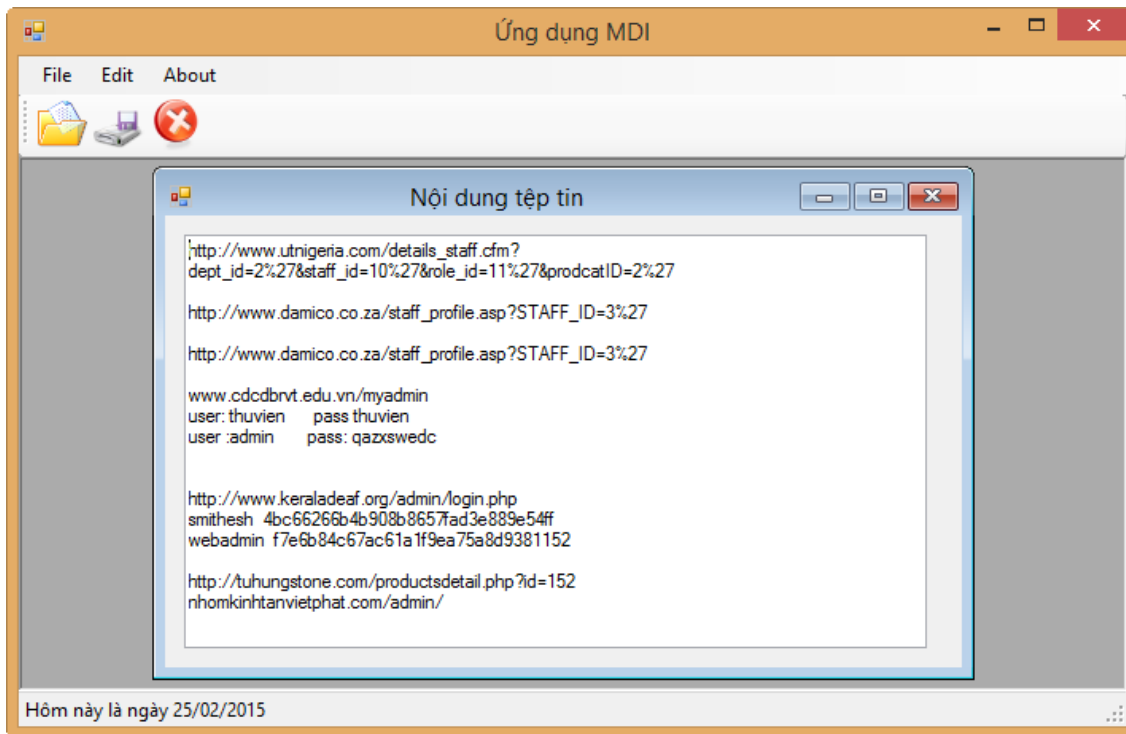 Ứng dụng MDI
File Edit About
Nội dung tệp tin
http://www.utnigeria.com/details_staff.cfm?
dept_id=2%27&staff_id=10%27&role_id=11%27&prodcatID=2%27
http://www.damico.co.za/staff_profile.asp?STAFF_ID=3%27
http://www.damico.co.za/staff_profile.asp?STAFF_ID=3%27
www.cdcdbrvt.edu.vn/myadmin
user: thuvien pass thuvien
user :admin pass: qazxswedc
http://www.keraladeaf.org/admin/login.php
smithesh 4bc66266b4b908b8657fad3e889e54ff
webadmin f7e6b84c67ac61a1f9ea75a8d9381152
http://tuhungstone.com/productsdetail.php?id=152
nhomkinhtanvietphat.com/admin/
Hôm này là ngày 25/02/2015